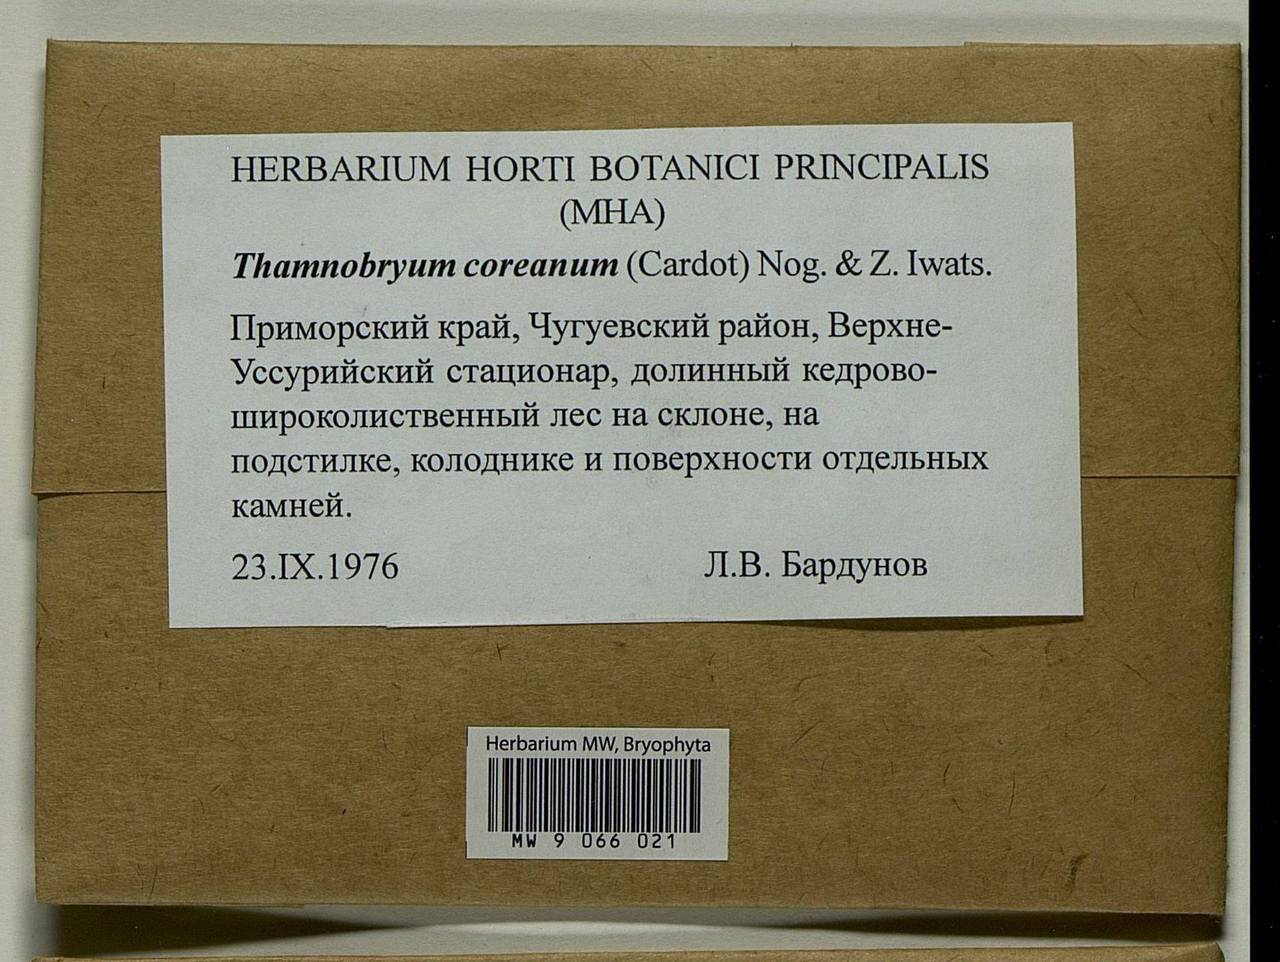 HERBARIUM HORTI BOTANICI PRINCIPALIS
(MHA)
Thamnobryum coreanum (Cardot) Nog. & Z. Iwats.
Приморский край, Чугуевский район, Верхне-
Уссурийский стационар, долинный кедрово-
широколиственный лес на склоне, на
подстилке, колоднике и поверхности отдельных
камней.
23.IX.1976 Л.В. Бардунов
Herbarium MW, Bryophyta
MW 9 066 021